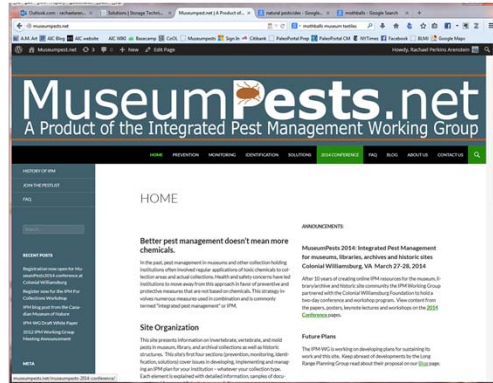 Outlook.com - rachaelaren...
Solutions | Storage Techni...
Museumpest.net ( A Product of...
natural pesticides - Google...
mothballs - Google Search
museumpests.net
mothballs museum textiles
A.M. Art
AIC Blog
AIC website
AIC WIKI
Basecamp
CoOL
Museumpests
Sign In
Citibank
PaleoPortal Prep
PaleoPortal CM
NYTimes
Facebook
BLMI
Google Maps
Museumpest.net 3 0 + New Edit Page
Howdy, Rachael Perkins Arenstein
MuseumPests.net
A Product of the Integrated Pest Management Working Group
HOME PREVENTION MONITORING IDENTIFICATION SOLUTIONS 2014 CONFERENCE FAQ BLOG ABOUT US CONTACT US
HISTORY OF IPM
JOIN THE PESTLIST
FAQ
Search
RECENT POSTS
Registration now open for Mu-
seumPests2014 conference at
Colonial Williamsburg
Register now for the IPM For
Collections Workshop
IPM blog post from the Cana-
dian Museum of Nature
IPM-WG Draft White Paper
2012 IPM Working Group
Meeting Announcement
META
museumpests.net/museumpests-2014-conference/
HOME
Better pest management doesn't mean more
chemicals.
In the past, pest management in museums and other collection holding
institutions often involved regular applications of toxic chemicals to col-
lection areas and actual collections. Health and safety concerns have led
institutions to move away from this approach in favor of preventive and
protective measures that are not based on chemicals. This strategy in-
volves numerous measures used in combination and is commonly
termed "integrated pest management" or IPM.
Site Organization
This site presents information on invertebrate, vertebrate, and mold
pests in museum, library, and archival collections as well as historic
structures. This site's first four sections (prevention, monitoring, identi-
fication, solutions) cover issues in developing, implementing and manag-
ing an IPM plan for your institution - whatever your collection type.
Each element is explained with detailed information, samples of docu-
ANNOUNCEMENTS:
MuseumPests 2014: Integrated Pest Management
for museums, libraries, archives and historic sites
Colonial Williamsburg, VA March 27-28, 2014
After 10 years of creating online IPM resources for the museum, li-
brary/archive and historic site community the IPM Working Group
partnered with the Colonial Williamsburg Foundation to hold a
two-day conference and workshop program. View content from
the papers, posters, keynote lectures and workshops on the 2014
Conference pages.
Future Plans
The IPM-WG is working on developing plans for sustaining its
work and this site. Keep abreast of developments by the Long
Range Planning Group read about their proposal on our Blog page.